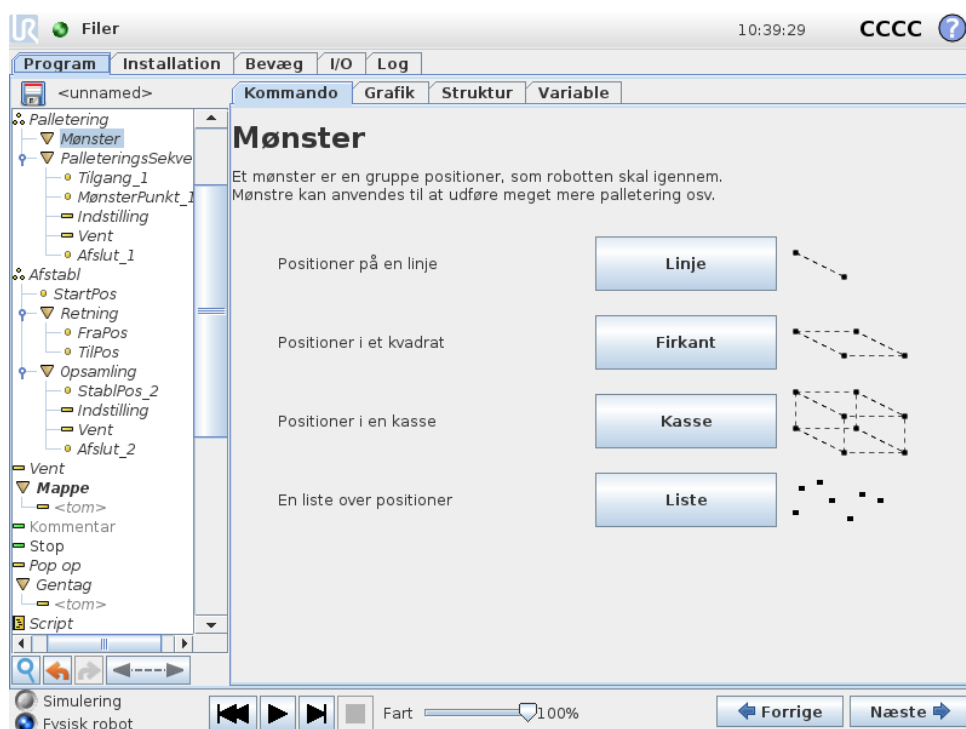 UR Filer 10:39:29 CCCC ?
Program Installation Bevæg I/O Log
<unnamed>
Kommando Grafik Struktur Variable
Palletering
Mønster
PalleteringsSekve
Tilgang_1
MønsterPunkt_1
Indstilling
Vent
Afslut_1
Afstabl
StartPos
Retning
FraPos
TilPos
Opsamling
StablPos_2
Indstilling
Vent
Afslut_2
Vent
Mappe
<tom>
Kommentar
Stop
Pop op
Gentag
<tom>
Script
Mønster
Et mønster er en gruppe positioner, som robotten skal igennem.
Mønstre kan anvendes til at udføre meget mere palletering osv.
Positioner på en linje Linje
Positioner i et kvadrat Firkant
Positioner i en kasse Kasse
En liste over positioner Liste
Simulering
Fysisk robot
Fart 100%
Forrige Næste